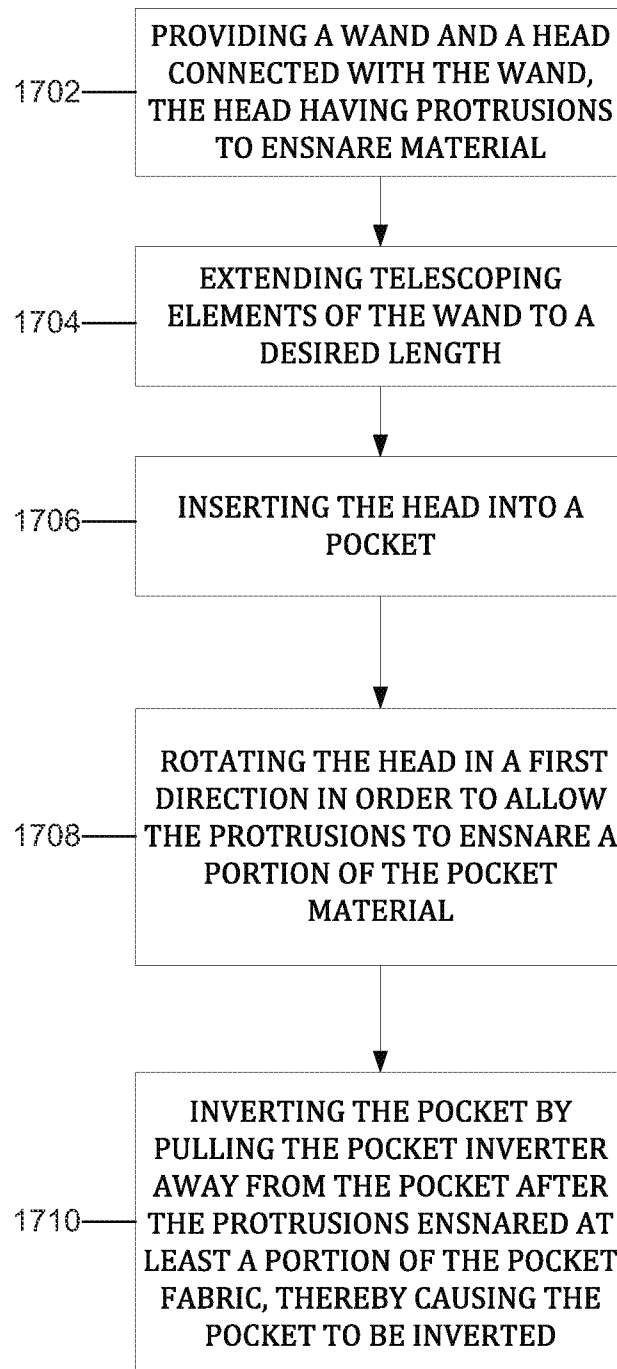 PROVIDING A WAND AND A HEAD
CONNECTED WITH THE WAND,
1702
THE HEAD HAVING PROTRUSIONS
TO ENSNARE MATERIAL
EXTENDING TELESCOPING
1704
ELEMENTS OF THE WAND TO A
DESIRED LENGTH
1706
INSERTING THE HEAD INTO A
POCKET
ROTATING THE HEAD IN A FIRST
DIRECTION IN ORDER TO ALLOW
1708
THE PROTRUSIONS TO ENSNARE A
PORTION OF THE POCKET
MATERIAL
INVERTING THE POCKET BY
PULLING THE POCKET INVERTER
AWAY FROM THE POCKET AFTER
1710
THE PROTRUSIONS ENSNARED AT
LEAST A PORTION OF THE POCKET
FABRIC, THEREBY CAUSING THE
POCKET TO BE INVERTED